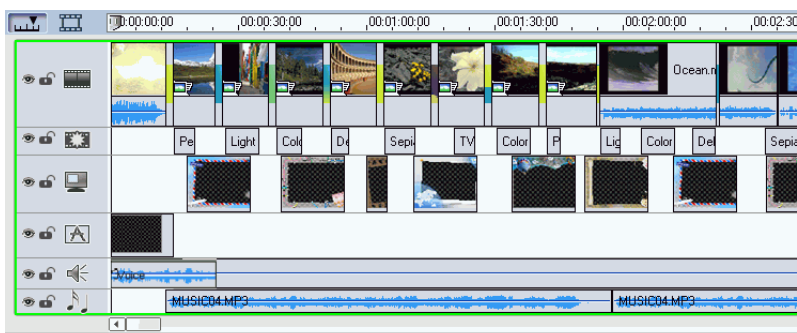 00:00:00:00 00:00:30:00 00:01:00:00 00:01:30:00 00:02:00:00 00:02:30
Ocean.m
Pe Light Colo De Sepi TV Color P Lig Color Del Sepia
Voice
MUSIC04.MP3 MUSIC04.MP3